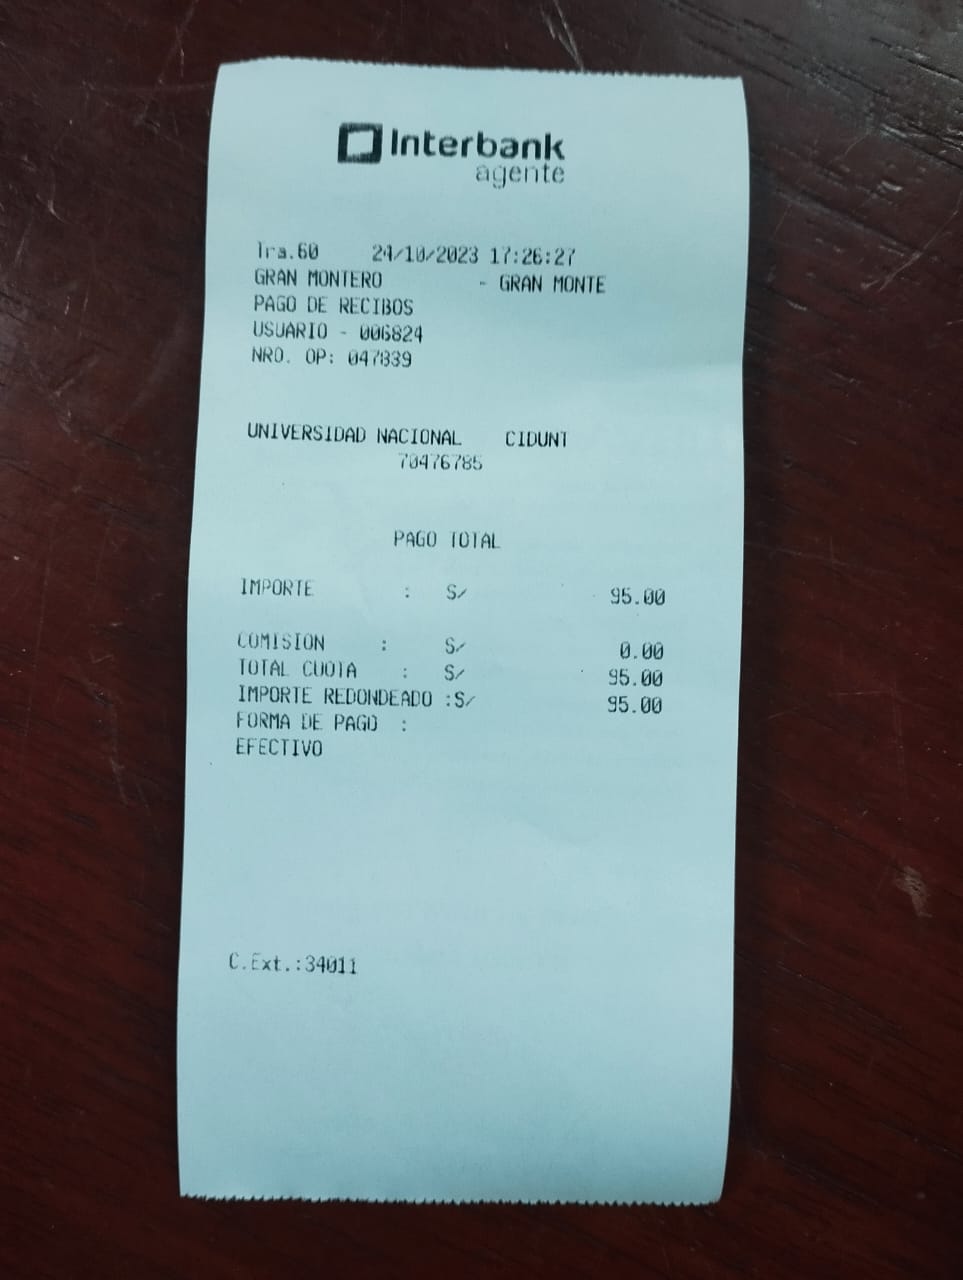 Interbank
agente
Tra.60 24/10/2023 17:26:27
GRAN MONTERO - GRAN MONTE
PAGO DE RECIBOS
USUARIO - 006824
NRO. OP: 047839
UNIVERSIDAD NACIONAL CIDUNT
70476785
PAGO TOTAL
IMPORTE : S/ 95.00
COMISION : S/ 0.00
TOTAL CUOTA : S/ 95.00
IMPORTE REDONDEADO :S/ 95.00
FORMA DE PAGO :
EFECTIVO
C.Ext.:34011